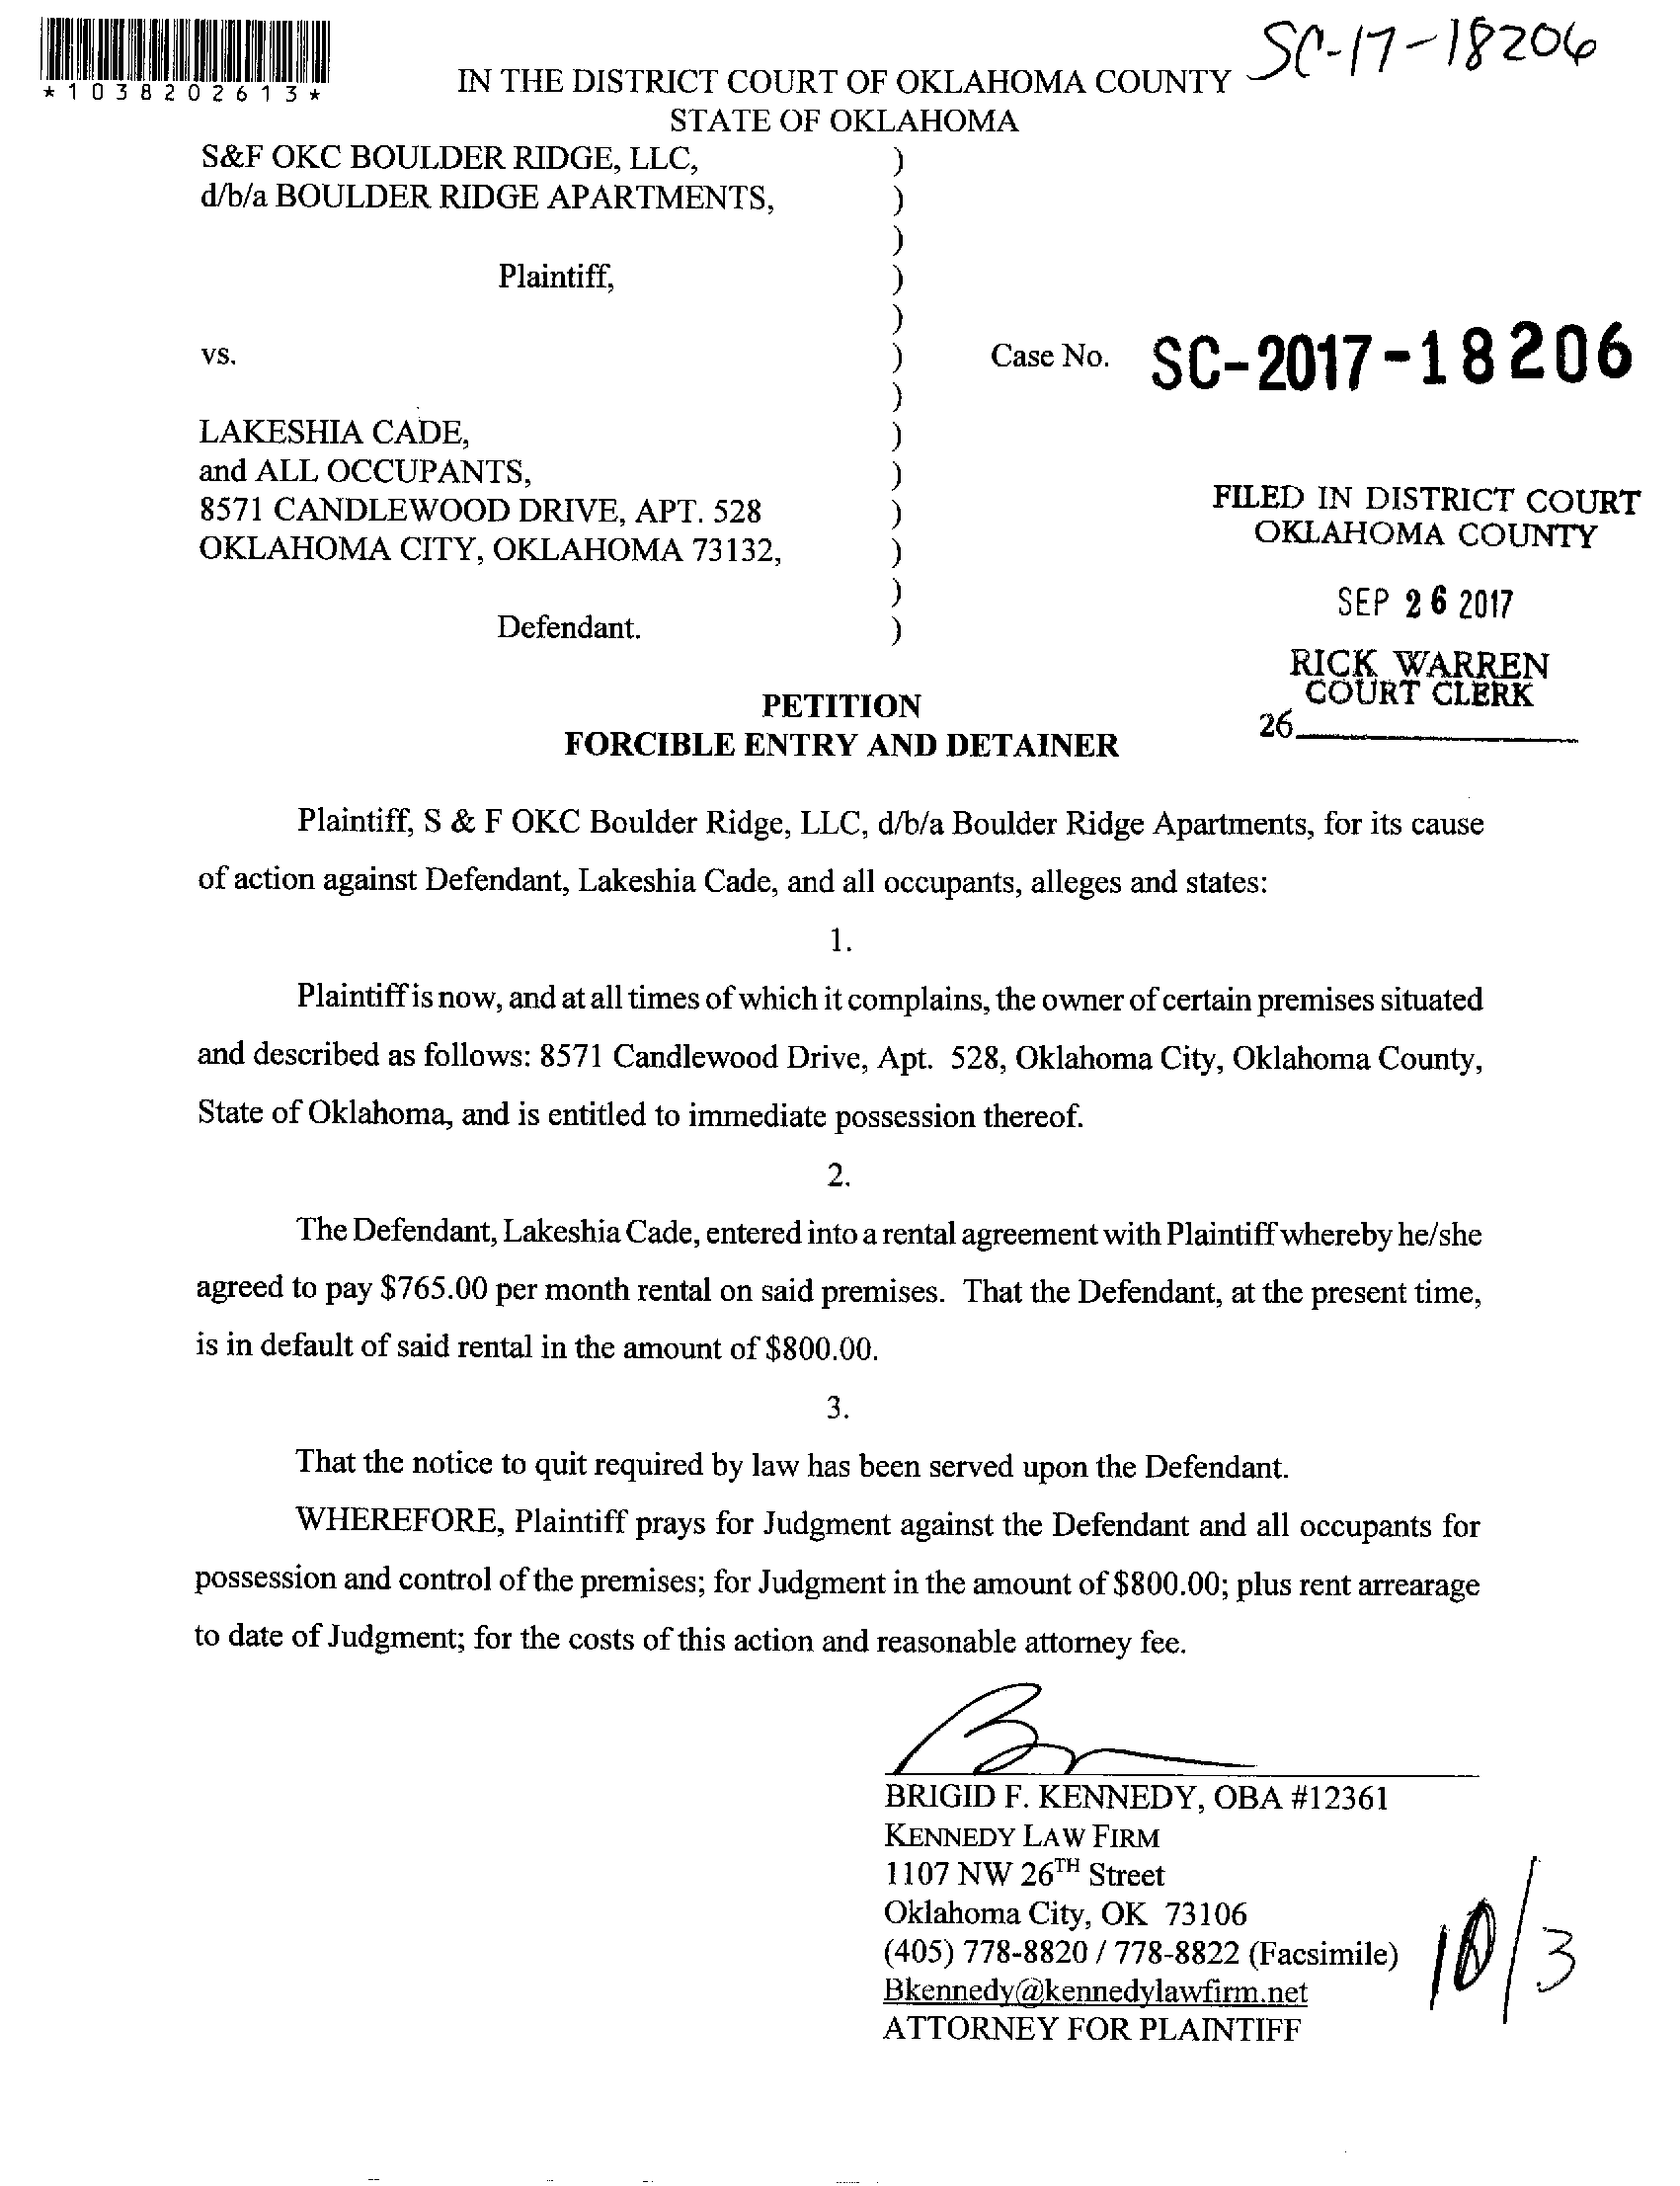 SC-17-18206
*1038202613*
IN THE DISTRICT COURT OF OKLAHOMA COUNTY
STATE OF OKLAHOMA
S&F OKC BOULDER RIDGE, LLC, )
d/b/a BOULDER RIDGE APARTMENTS, )
)
Plaintiff, )
)
vs. ) Case No. SC-2017-18206
)
LAKESHIA CADE, )
and ALL OCCUPANTS, )
8571 CANDLEWOOD DRIVE, APT. 528 )
OKLAHOMA CITY, OKLAHOMA 73132, )
)
Defendant. )
FILED IN DISTRICT COURT
OKLAHOMA COUNTY
SEP 26 2017
RICK WARREN
COURT CLERK
26
PETITION
FORCIBLE ENTRY AND DETAINER
Plaintiff, S & F OKC Boulder Ridge, LLC, d/b/a Boulder Ridge Apartments, for its cause
of action against Defendant, Lakeshia Cade, and all occupants, alleges and states:
1.
Plaintiff is now, and at all times of which it complains, the owner of certain premises situated
and described as follows: 8571 Candlewood Drive, Apt. 528, Oklahoma City, Oklahoma County,
State of Oklahoma, and is entitled to immediate possession thereof.
2.
The Defendant, Lakeshia Cade, entered into a rental agreement with Plaintiff whereby he/she
agreed to pay $765.00 per month rental on said premises. That the Defendant, at the present time,
is in default of said rental in the amount of $800.00.
3.
That the notice to quit required by law has been served upon the Defendant.
WHEREFORE, Plaintiff prays for Judgment against the Defendant and all occupants for
possession and control of the premises; for Judgment in the amount of $800.00; plus rent arrearage
to date of Judgment; for the costs of this action and reasonable attorney fee.
BRIGID F. KENNEDY, OBA #12361
KENNEDY LAW FIRM
1107 NW 26TH Street
Oklahoma City, OK 73106
(405) 778-8820 / 778-8822 (Facsimile)
Bkennedy@kennedylawfirm.net
ATTORNEY FOR PLAINTIFF
10/3